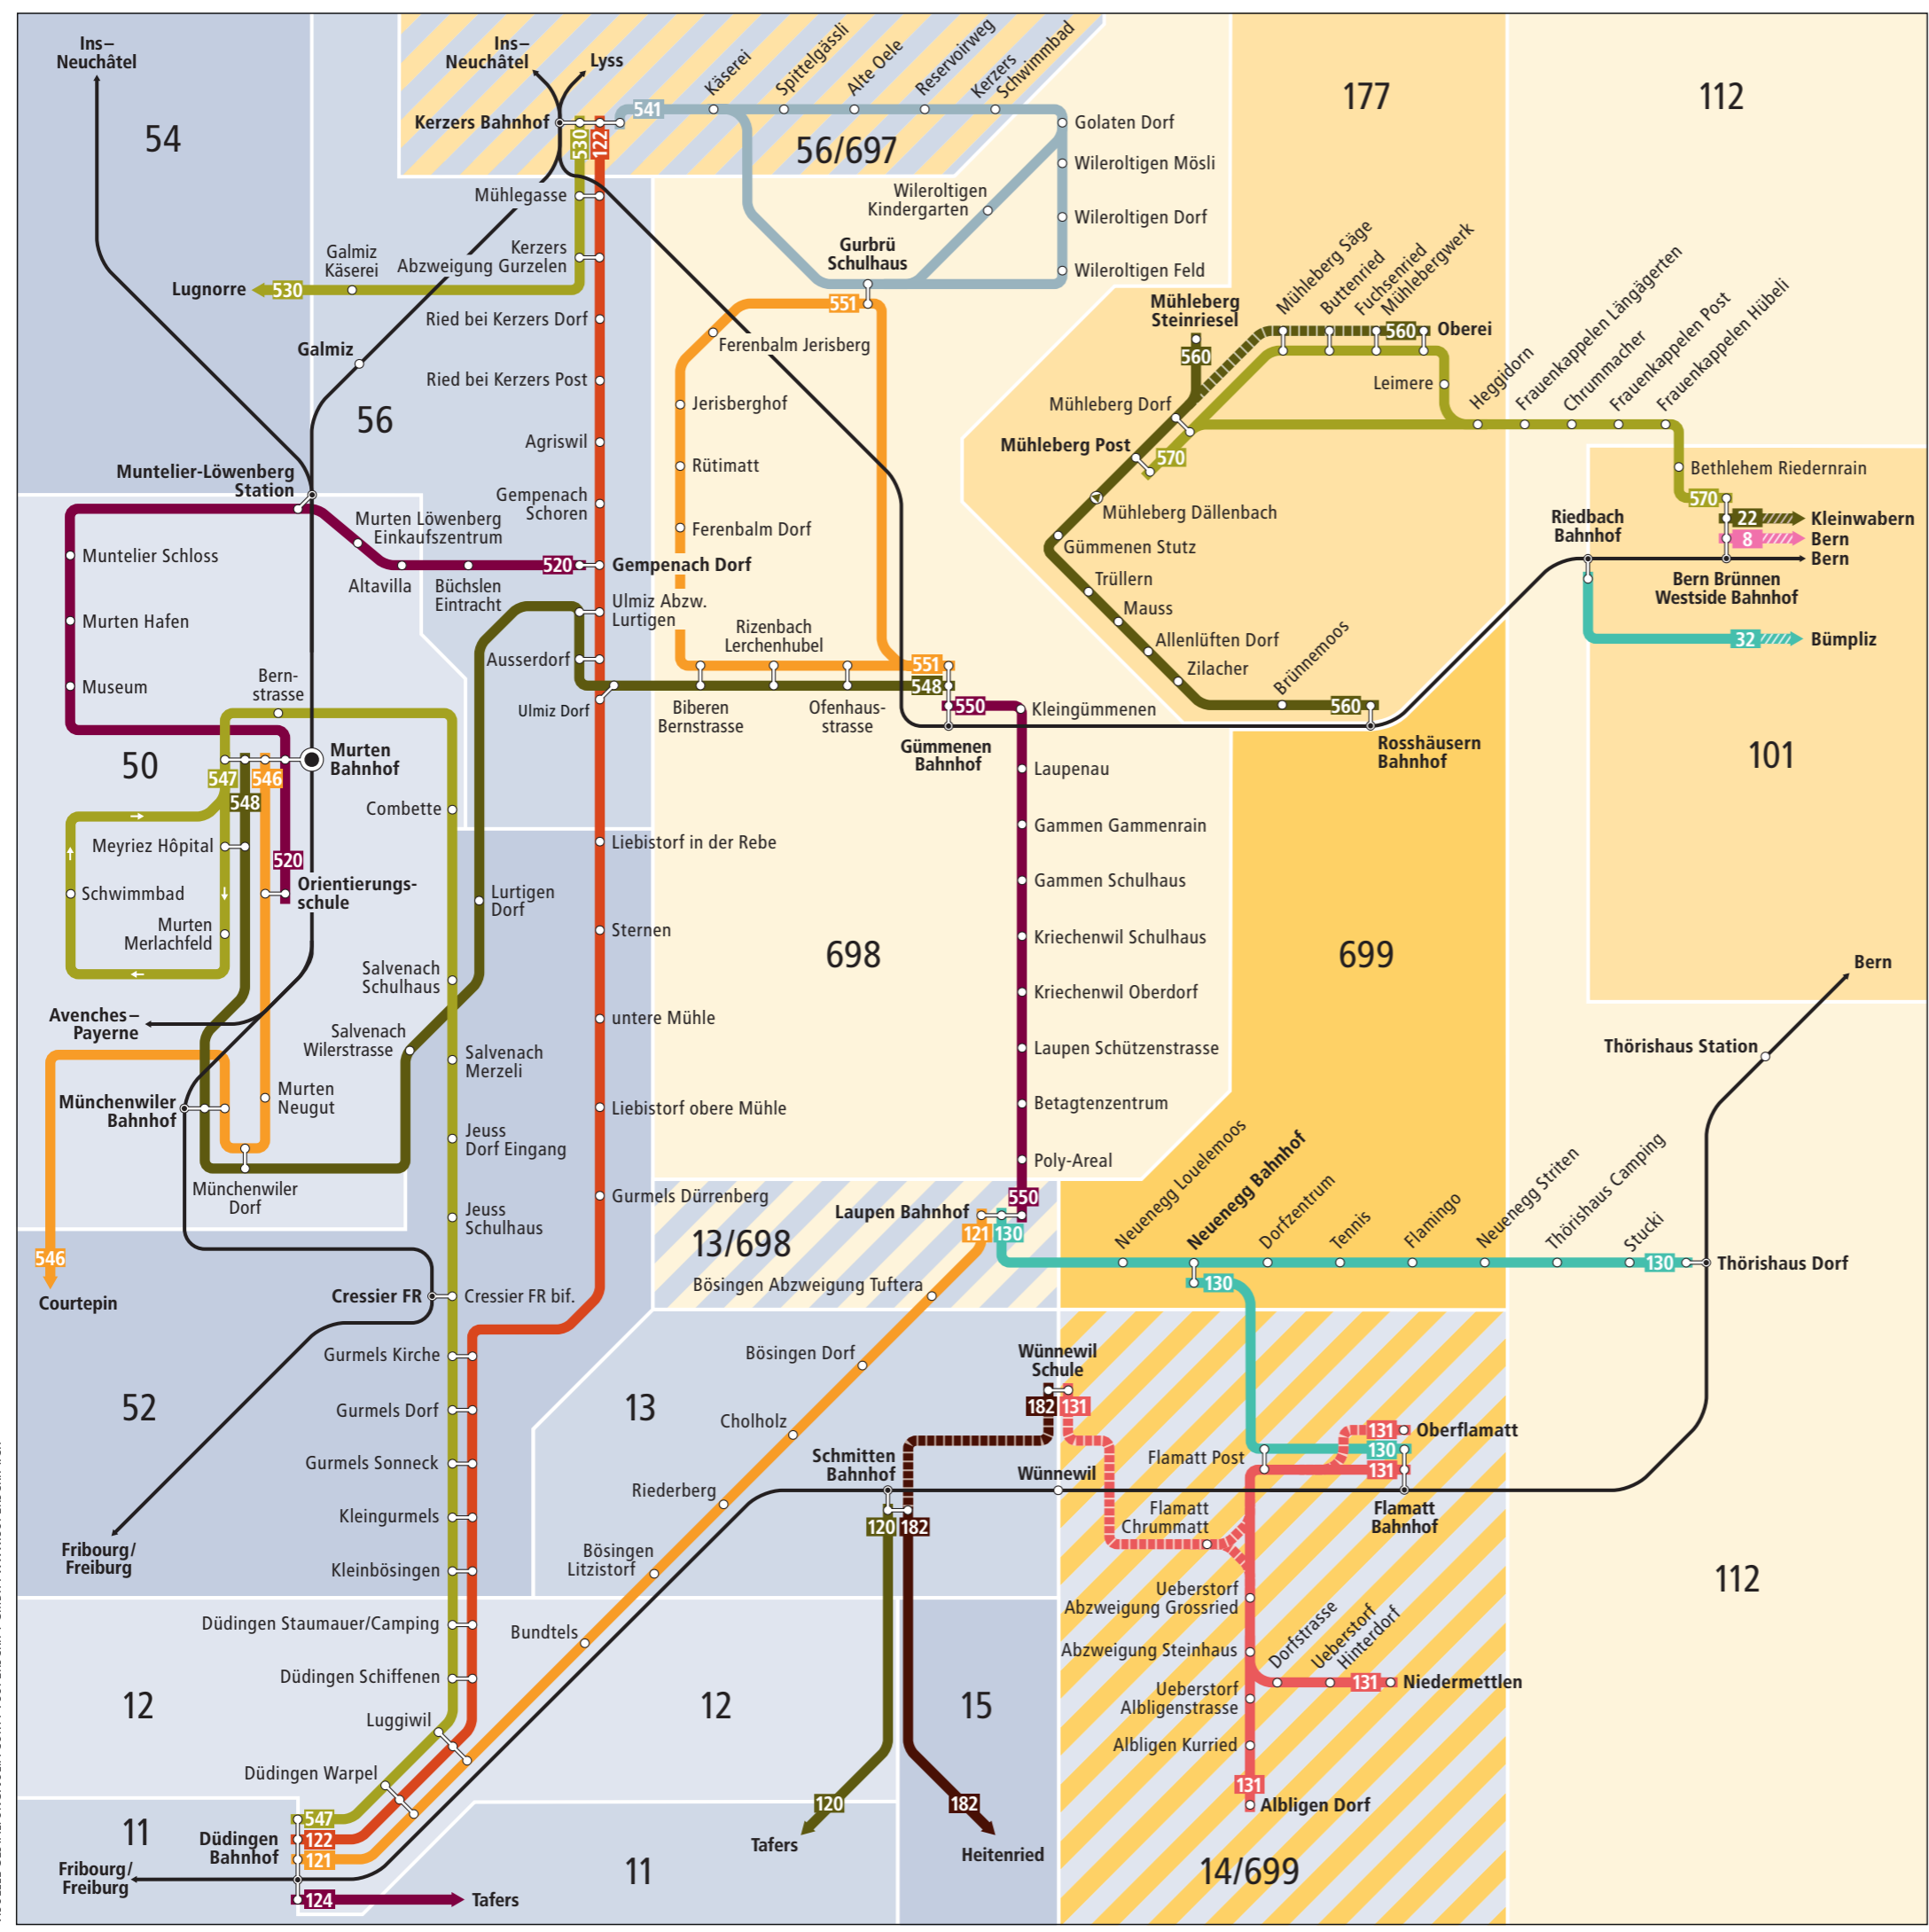 Ins–
Neuchâtel
54
Ins–
Neuchâtel
Lyss
Kerzers Bahnhof
530
122
541
Käserei
Spittelgässli
Alte Oele
Reservoirweg
Kerzers
Schwimmbad
56/697
177
112
Golaten Dorf
Wileroltigen Mösli
Wileroltigen
Kindergarten
Wileroltigen Dorf
Wileroltigen Feld
Gurbrü
Schulhaus
Mühlegasse
Kerzers
Abzweigung Gurzelen
Galmiz
Käserei
Lugnorre
530
Ried bei Kerzers Dorf
Galmiz
Ried bei Kerzers Post
56
Agriswil
Gempenach
Schoren
551
Ferenbalm Jerisberg
Jerisberghof
Rütimatt
Ferenbalm Dorf
Mühleberg
Steinriesel
560
Mühleberg Säge
Buttenried
Fuchsenried
Mühlebergwerk
560
Oberei
Leimere
Mühleberg Dorf
Mühleberg Post
570
Heggidorn
Frauenkappelen Längägerten
Chrummacher
Frauenkappelen Post
Frauenkappelen Hübeli
Bethlehem Riedernrain
570
22
Kleinwabern
8
Bern
Bern
Riedbach
Bahnhof
Bern Brünnen
Westside Bahnhof
32
Bümpliz
Mühleberg Dällenbach
Gümmenen Stutz
Trüllern
Mauss
Allenlüften Dorf
Zilacher
Brünnemoos
560
Rosshäusern
Bahnhof
101
Muntelier-Löwenberg
Station
Murten Löwenberg
Einkaufszentrum
Altavilla
Büchslen
Eintracht
520
Gempenach Dorf
Muntelier Schloss
Murten Hafen
Museum
Bern-
strasse
Ulmiz Abzw.
Lurtigen
Ausserdorf
Ulmiz Dorf
Rizenbach
Lerchenhubel
Biberen
Bernstrasse
Ofenhaus-
strasse
551
548
550
Kleingümmenen
Gümmenen
Bahnhof
50
Murten
Bahnhof
547
546
548
Meyriez Hôpital
Schwimmbad
Murten
Merlachfeld
520
Orientierungs-
schule
Combette
Lurtigen
Dorf
Salvenach
Schulhaus
Salvenach
Wilerstrasse
Salvenach
Merzeli
Jeuss
Dorf Eingang
Jeuss
Schulhaus
Avenches–
Payerne
Münchenwiler
Bahnhof
Murten
Neugut
Münchenwiler
Dorf
546
Courtepin
Liebistorf in der Rebe
Sternen
untere Mühle
Liebistorf obere Mühle
Gurmels Dürrenberg
698
699
Laupenau
Gammen Gammenrain
Gammen Schulhaus
Kriechenwil Schulhaus
Kriechenwil Oberdorf
Laupen Schützenstrasse
Betagtenzentrum
Poly-Areal
550
Laupen Bahnhof
121
130
13/698
Bösingen Abzweigung Tuftera
Neuenegg Louelemoos
Neuenegg Bahnhof
Dorfzentrum
Tennis
Flamingo
Neuenegg Striten
Thörishaus Camping
Stucki
130
Thörishaus Dorf
Thörishaus Station
Bern
130
Cressier FR
Cressier FR bif.
Gurmels Kirche
Gurmels Dorf
Gurmels Sonneck
Kleingurmels
Kleinbösingen
52
Fribourg/
Freiburg
13
Bösingen Dorf
Cholholz
Riederberg
Bösingen
Litzistorf
Bundtels
Wünnewil
Schule
182
131
Schmitten
Bahnhof
Wünnewil
120
182
Flamatt Post
131
Oberflamatt
130
131
Flamatt
Bahnhof
Flamatt
Chrummatt
Ueberstorf
Abzweigung Grossried
Abzweigung Steinhaus
Dorfstrasse
Ueberstorf
Hinterdorf
131
Niedermettlen
Ueberstorf
Albligenstrasse
Albligen Kurried
131
Albligen Dorf
14/699
112
Düdingen Staumauer/Camping
Düdingen Schiffenen
Luggiwil
Düdingen Warpel
12
12
15
120
Tafers
182
Heitenried
11
547
122
121
Düdingen
Bahnhof
Fribourg/
Freiburg
124
Tafers
11